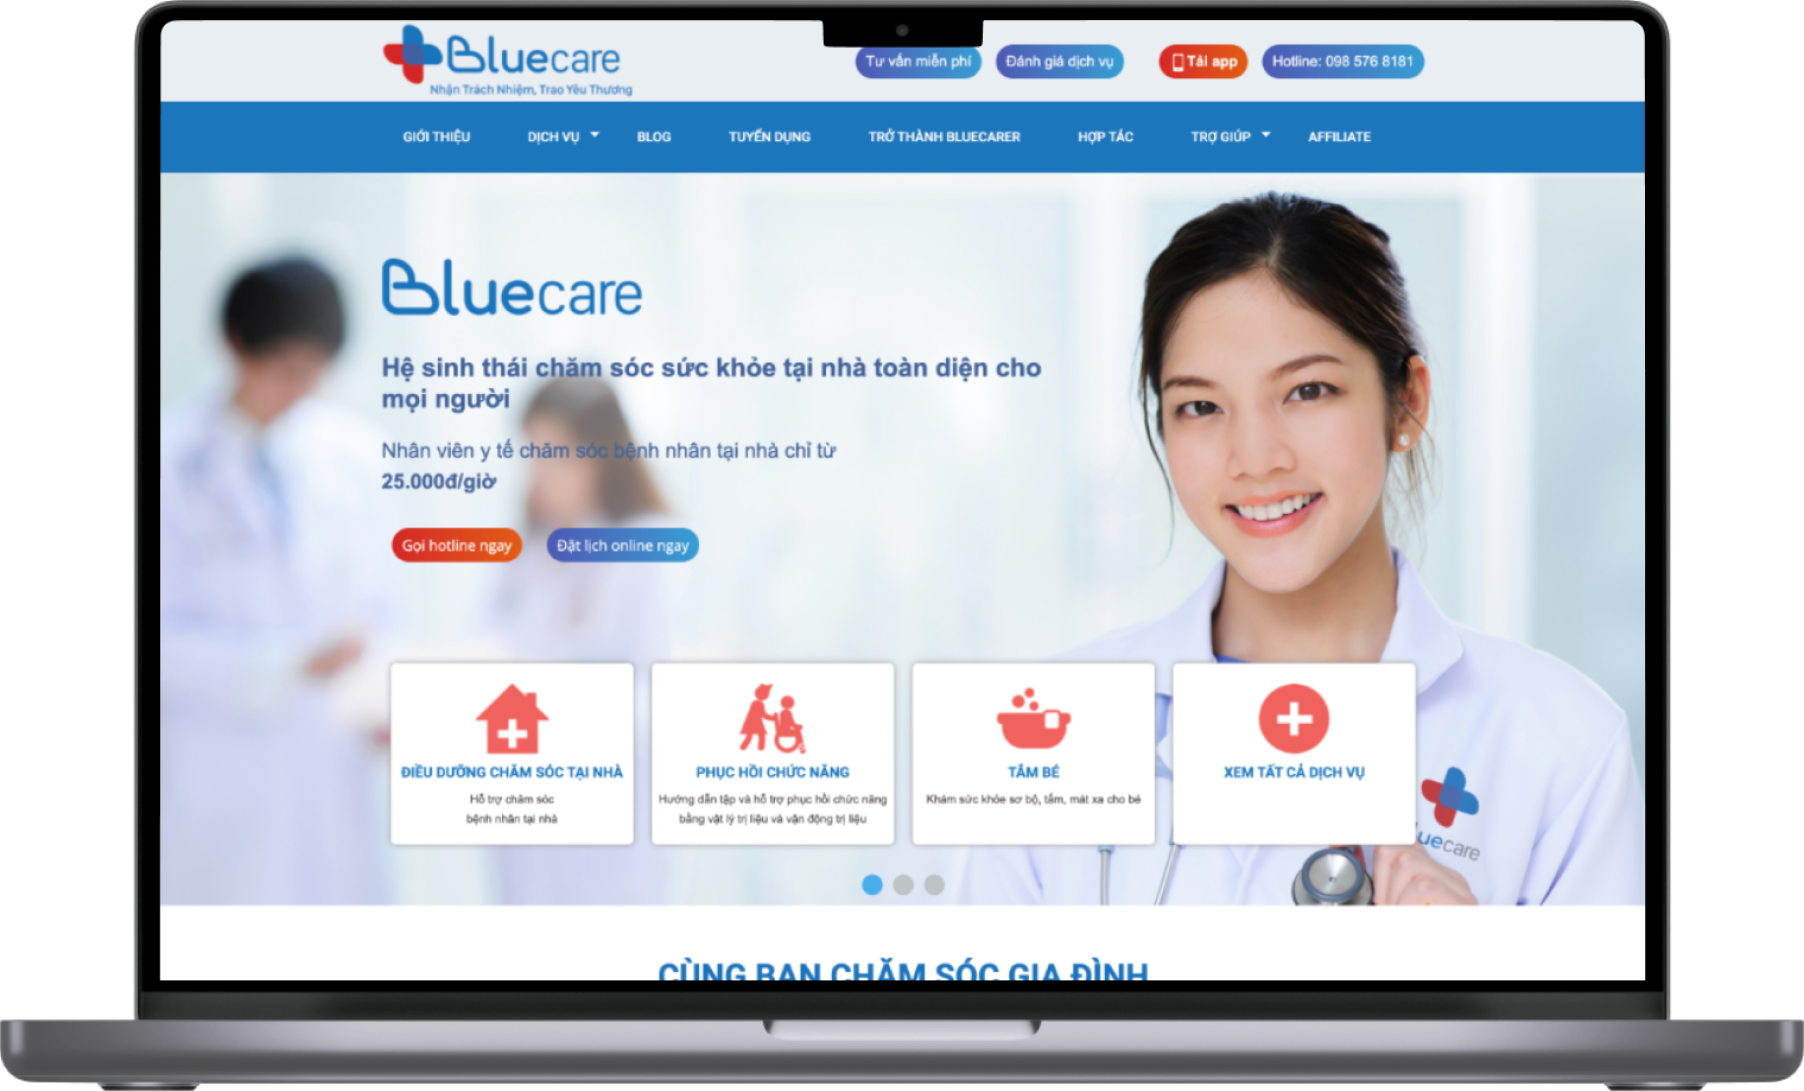 Bluecare
Nhận Trách Nhiệm, Trao Yêu Thương
Tư vấn miễn phí
Đánh giá dịch vụ
Tải app
Hotline: 098 576 8181
GIỚI THIỆU
DỊCH VỤ
BLOG
TUYỂN DỤNG
TRỞ THÀNH BLUECARER
HỢP TÁC
TRỢ GIÚP
AFFILIATE
Bluecare
Hệ sinh thái chăm sóc sức khỏe tại nhà toàn diện cho
mọi người
Nhân viên y tế chăm sóc bệnh nhân tại nhà chỉ từ
25.000đ/giờ
Gọi hotline ngay
Đặt lịch online ngay
ĐIỀU DƯỠNG CHĂM SÓC TẠI NHÀ
Hỗ trợ chăm sóc
bệnh nhân tại nhà
PHỤC HỒI CHỨC NĂNG
Hướng dẫn tập và hỗ trợ phục hồi chức năng
bằng vật lý trị liệu và vận động trị liệu
TẮM BÉ
Khám sức khỏe sơ bộ, tắm, mát xa cho bé
XEM TẤT CẢ DỊCH VỤ
luecare
CÙNG BẠN CHĂM SÓC GIA ĐÌNH